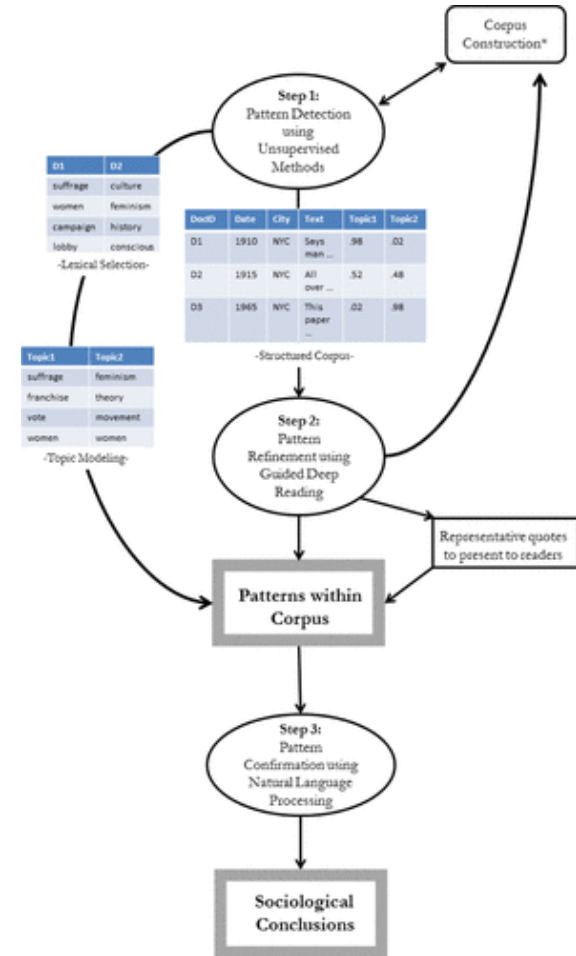 Corpus
Construction*
Step 1:
Pattern Detection
using
Unsupervised
Methods
D1 D2
suffrage culture
women feminism
campaign history
lobby conscious
-Lexical Selection-
DocID Date City Text Topic1 Topic2
D1 1910 NYC Says man ... .98 .02
D2 1915 NYC All over ... .52 .48
D3 1965 NYC This paper ... .02 .98
-Structured Corpus-
Topic1 Topic2
suffrage feminism
franchise theory
vote movement
women women
-Topic Modeling-
Step 2:
Pattern
Refinement using
Guided Deep
Reading
Representative quotes
to present to readers
Patterns within
Corpus
Step 3:
Pattern
Confirmation using
Natural Language
Processing
Sociological
Conclusions